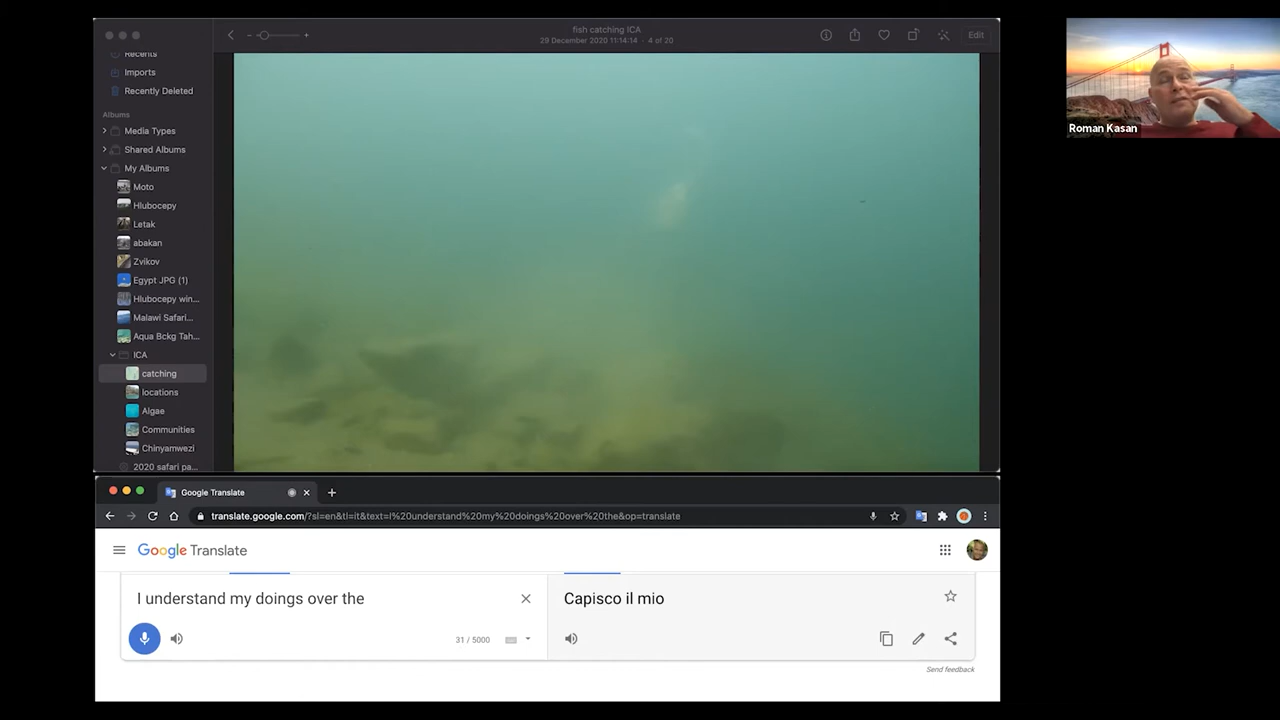 fish catching ICA
29 December 2020 11:14:14 · 4 of 20
Edit
Recents
Imports
Recently Deleted
Albums
Media Types
Shared Albums
My Albums
Moto
Hlubocepy
Letak
abakan
Zvikov
Egypt JPG (1)
Hlubocepy win...
Malawi Safari...
Aqua Bckg Tah...
ICA
catching
locations
Algae
Communities
Chinyamwezi
2020 safari pa...
Roman Kasan
Google Translate
translate.google.com/?sl=en&tl=it&text=I%20understand%20my%20doings%20over%20the&op=translate
Google Translate
I understand my doings over the
Capisco il mio
31 / 5000
Send feedback